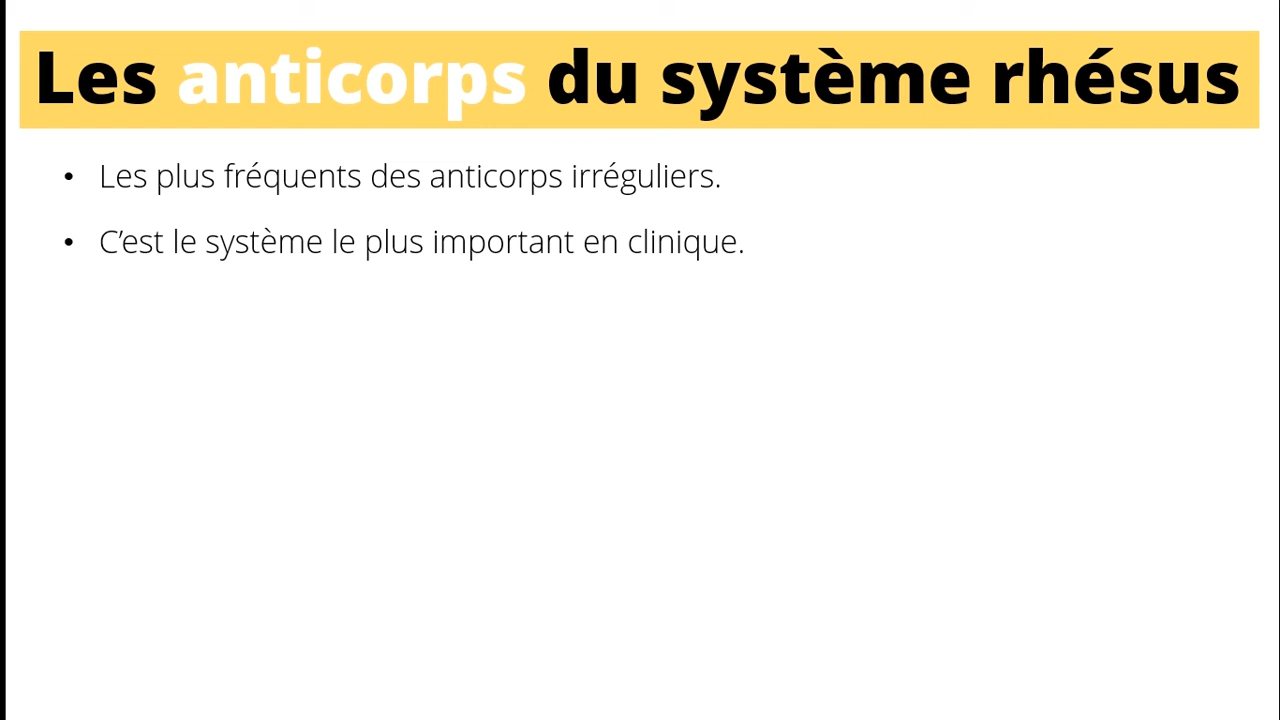 Les anticorps du système rhésus
• Les plus fréquents des anticorps irréguliers.
• C’est le système le plus important en clinique.